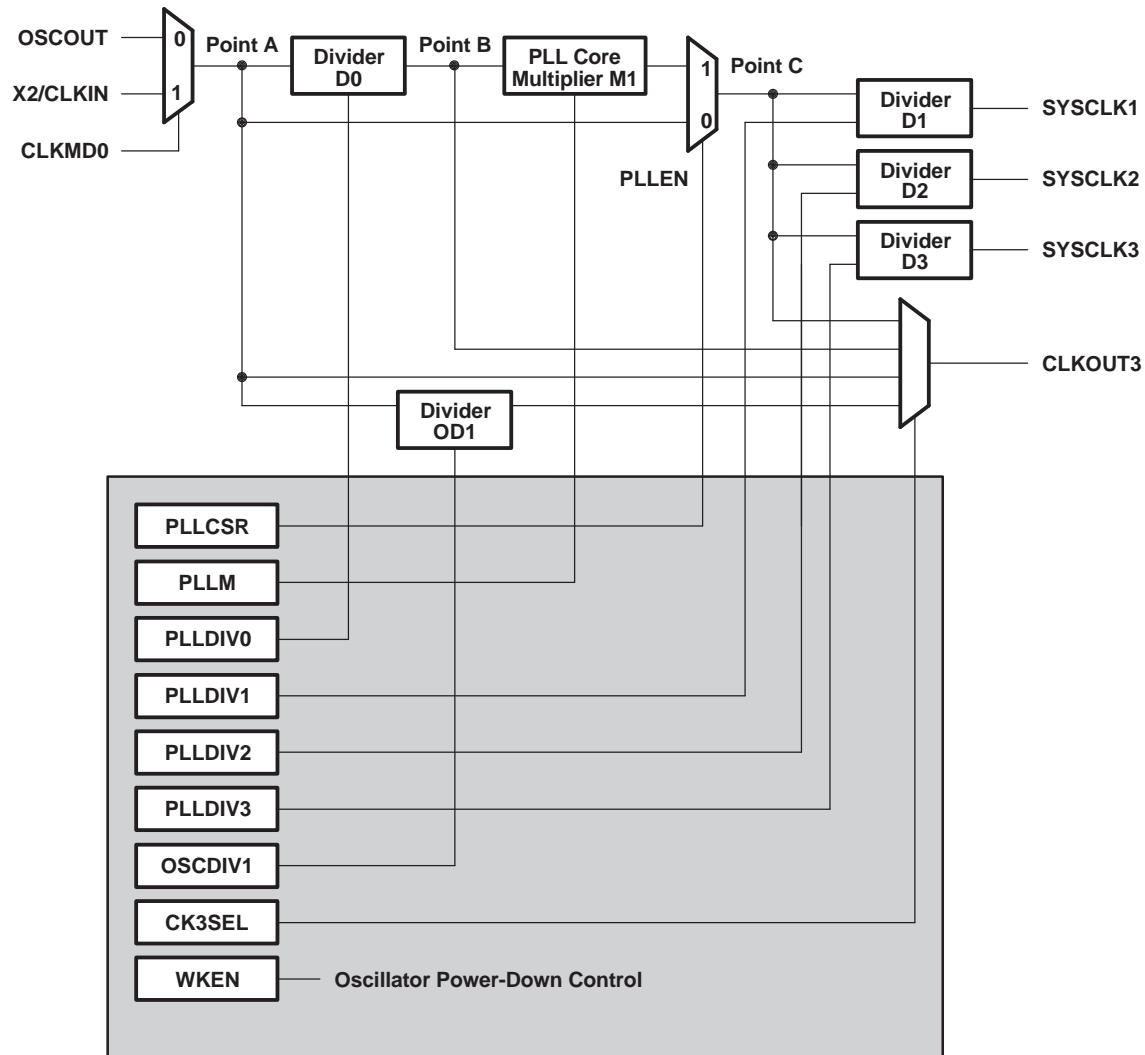 OSCOUT
0
X2/CLKIN
1
CLKMD0
Point A
Divider
D0
Point B
PLL Core
Multiplier M1
1
0
PLLEN
Point C
Divider
D1
SYSCLK1
Divider
D2
SYSCLK2
Divider
D3
SYSCLK3
CLKOUT3
Divider
OD1
PLLCSR
PLLM
PLLDIV0
PLLDIV1
PLLDIV2
PLLDIV3
OSCDIV1
CK3SEL
WKEN
Oscillator Power-Down Control